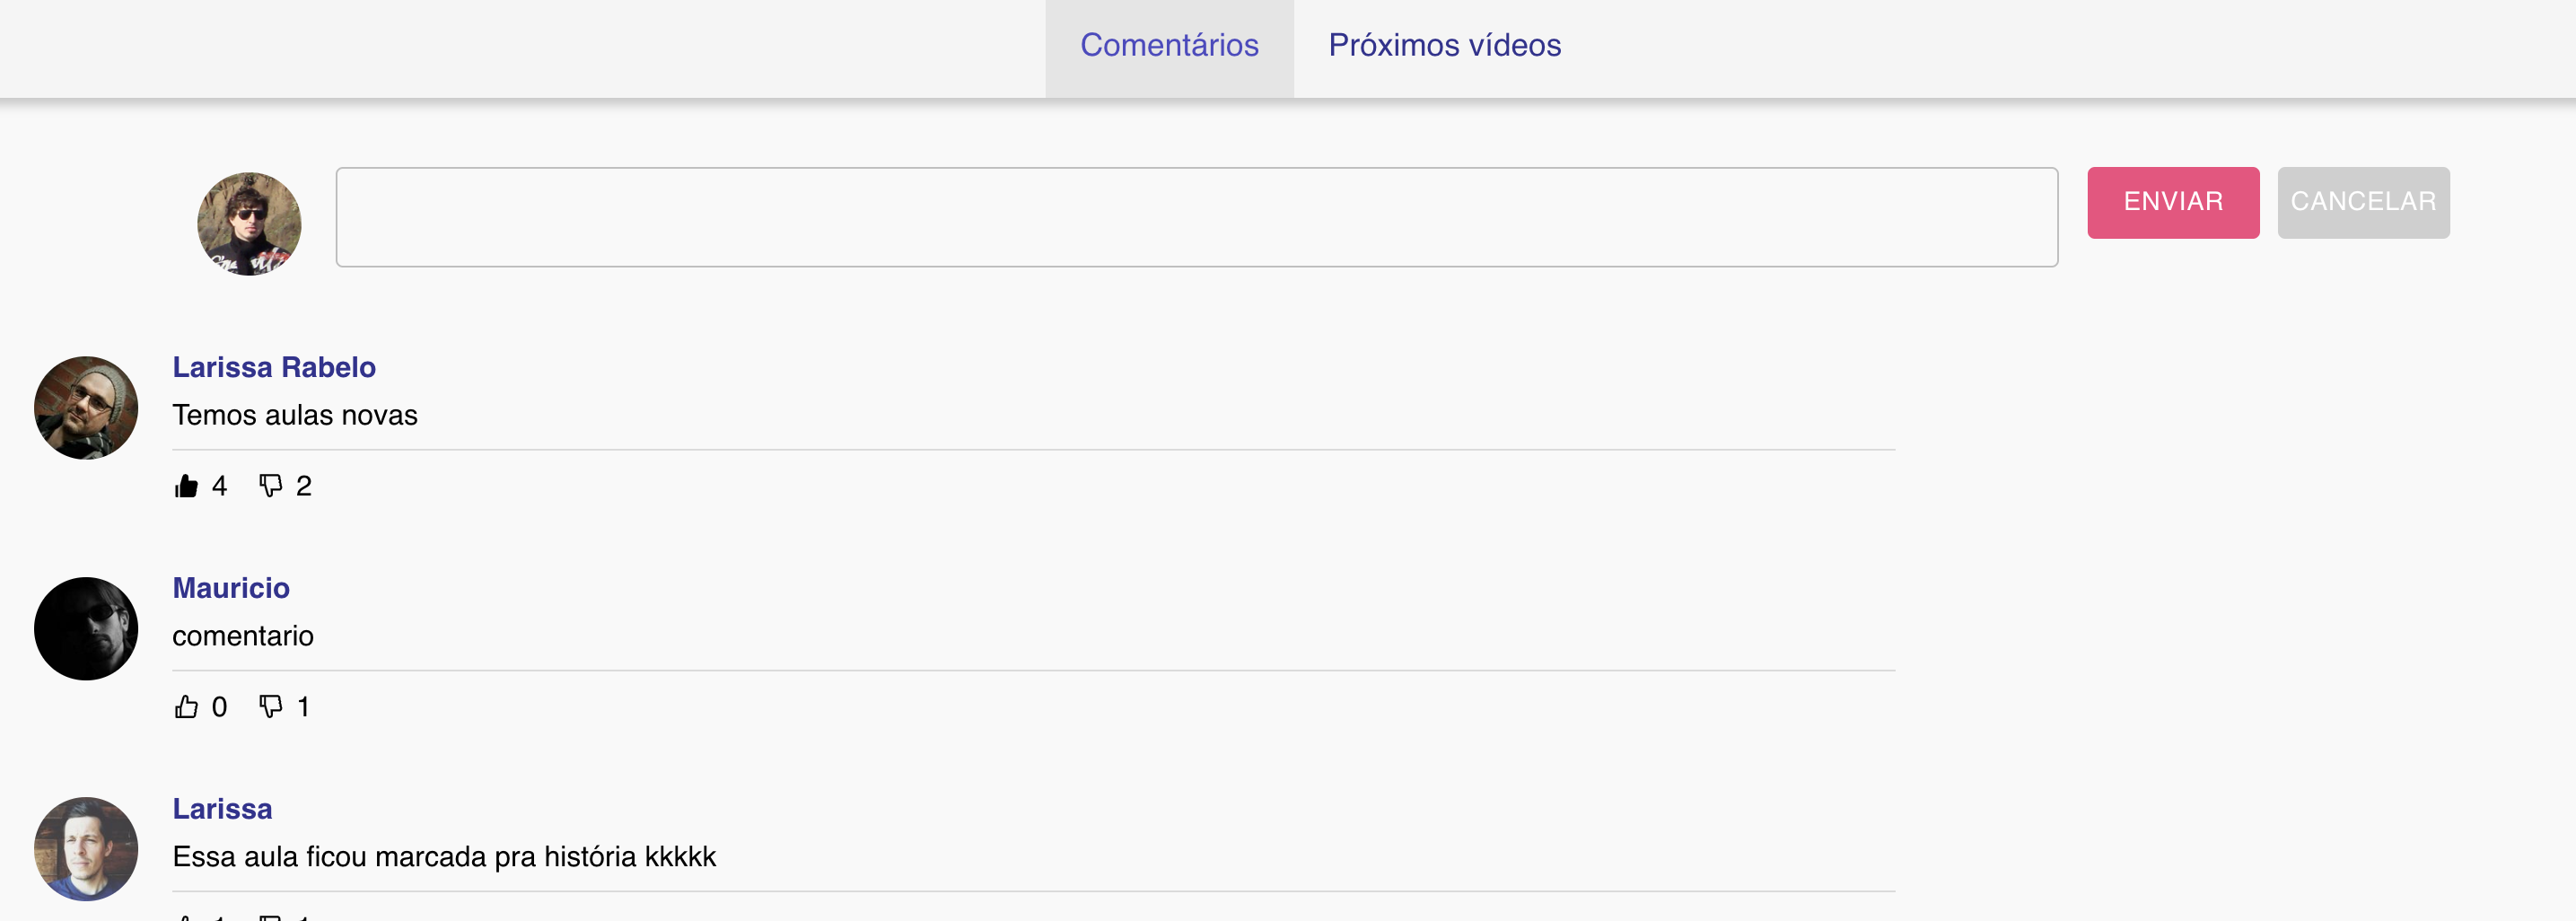 Comentários Próximos vídeos
ENVIAR CANCELAR
Larissa Rabelo
Temos aulas novas
4 2
Mauricio
comentario
0 1
Larissa
Essa aula ficou marcada pra história kkkkk